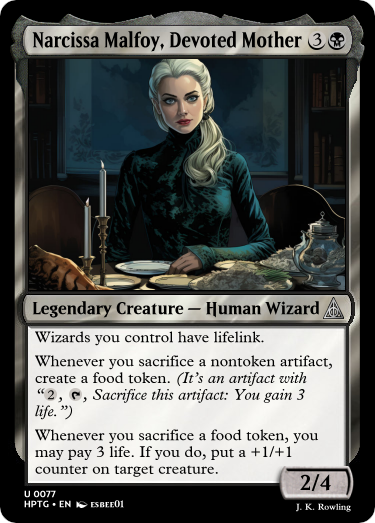 Narcissa Malfoy, Devoted Mother 3
Legendary Creature — Human Wizard
Wizards you control have lifelink.
Whenever you sacrifice a nontoken artifact,
create a food token. (It's an artifact with
“2, , Sacrifice this artifact: You gain 3
life.”)
Whenever you sacrifice a food token, you
may pay 3 life. If you do, put a +1/+1
counter on target creature.
2/4
U 0077
HPTG • EN ESBEE01
J. K. Rowling